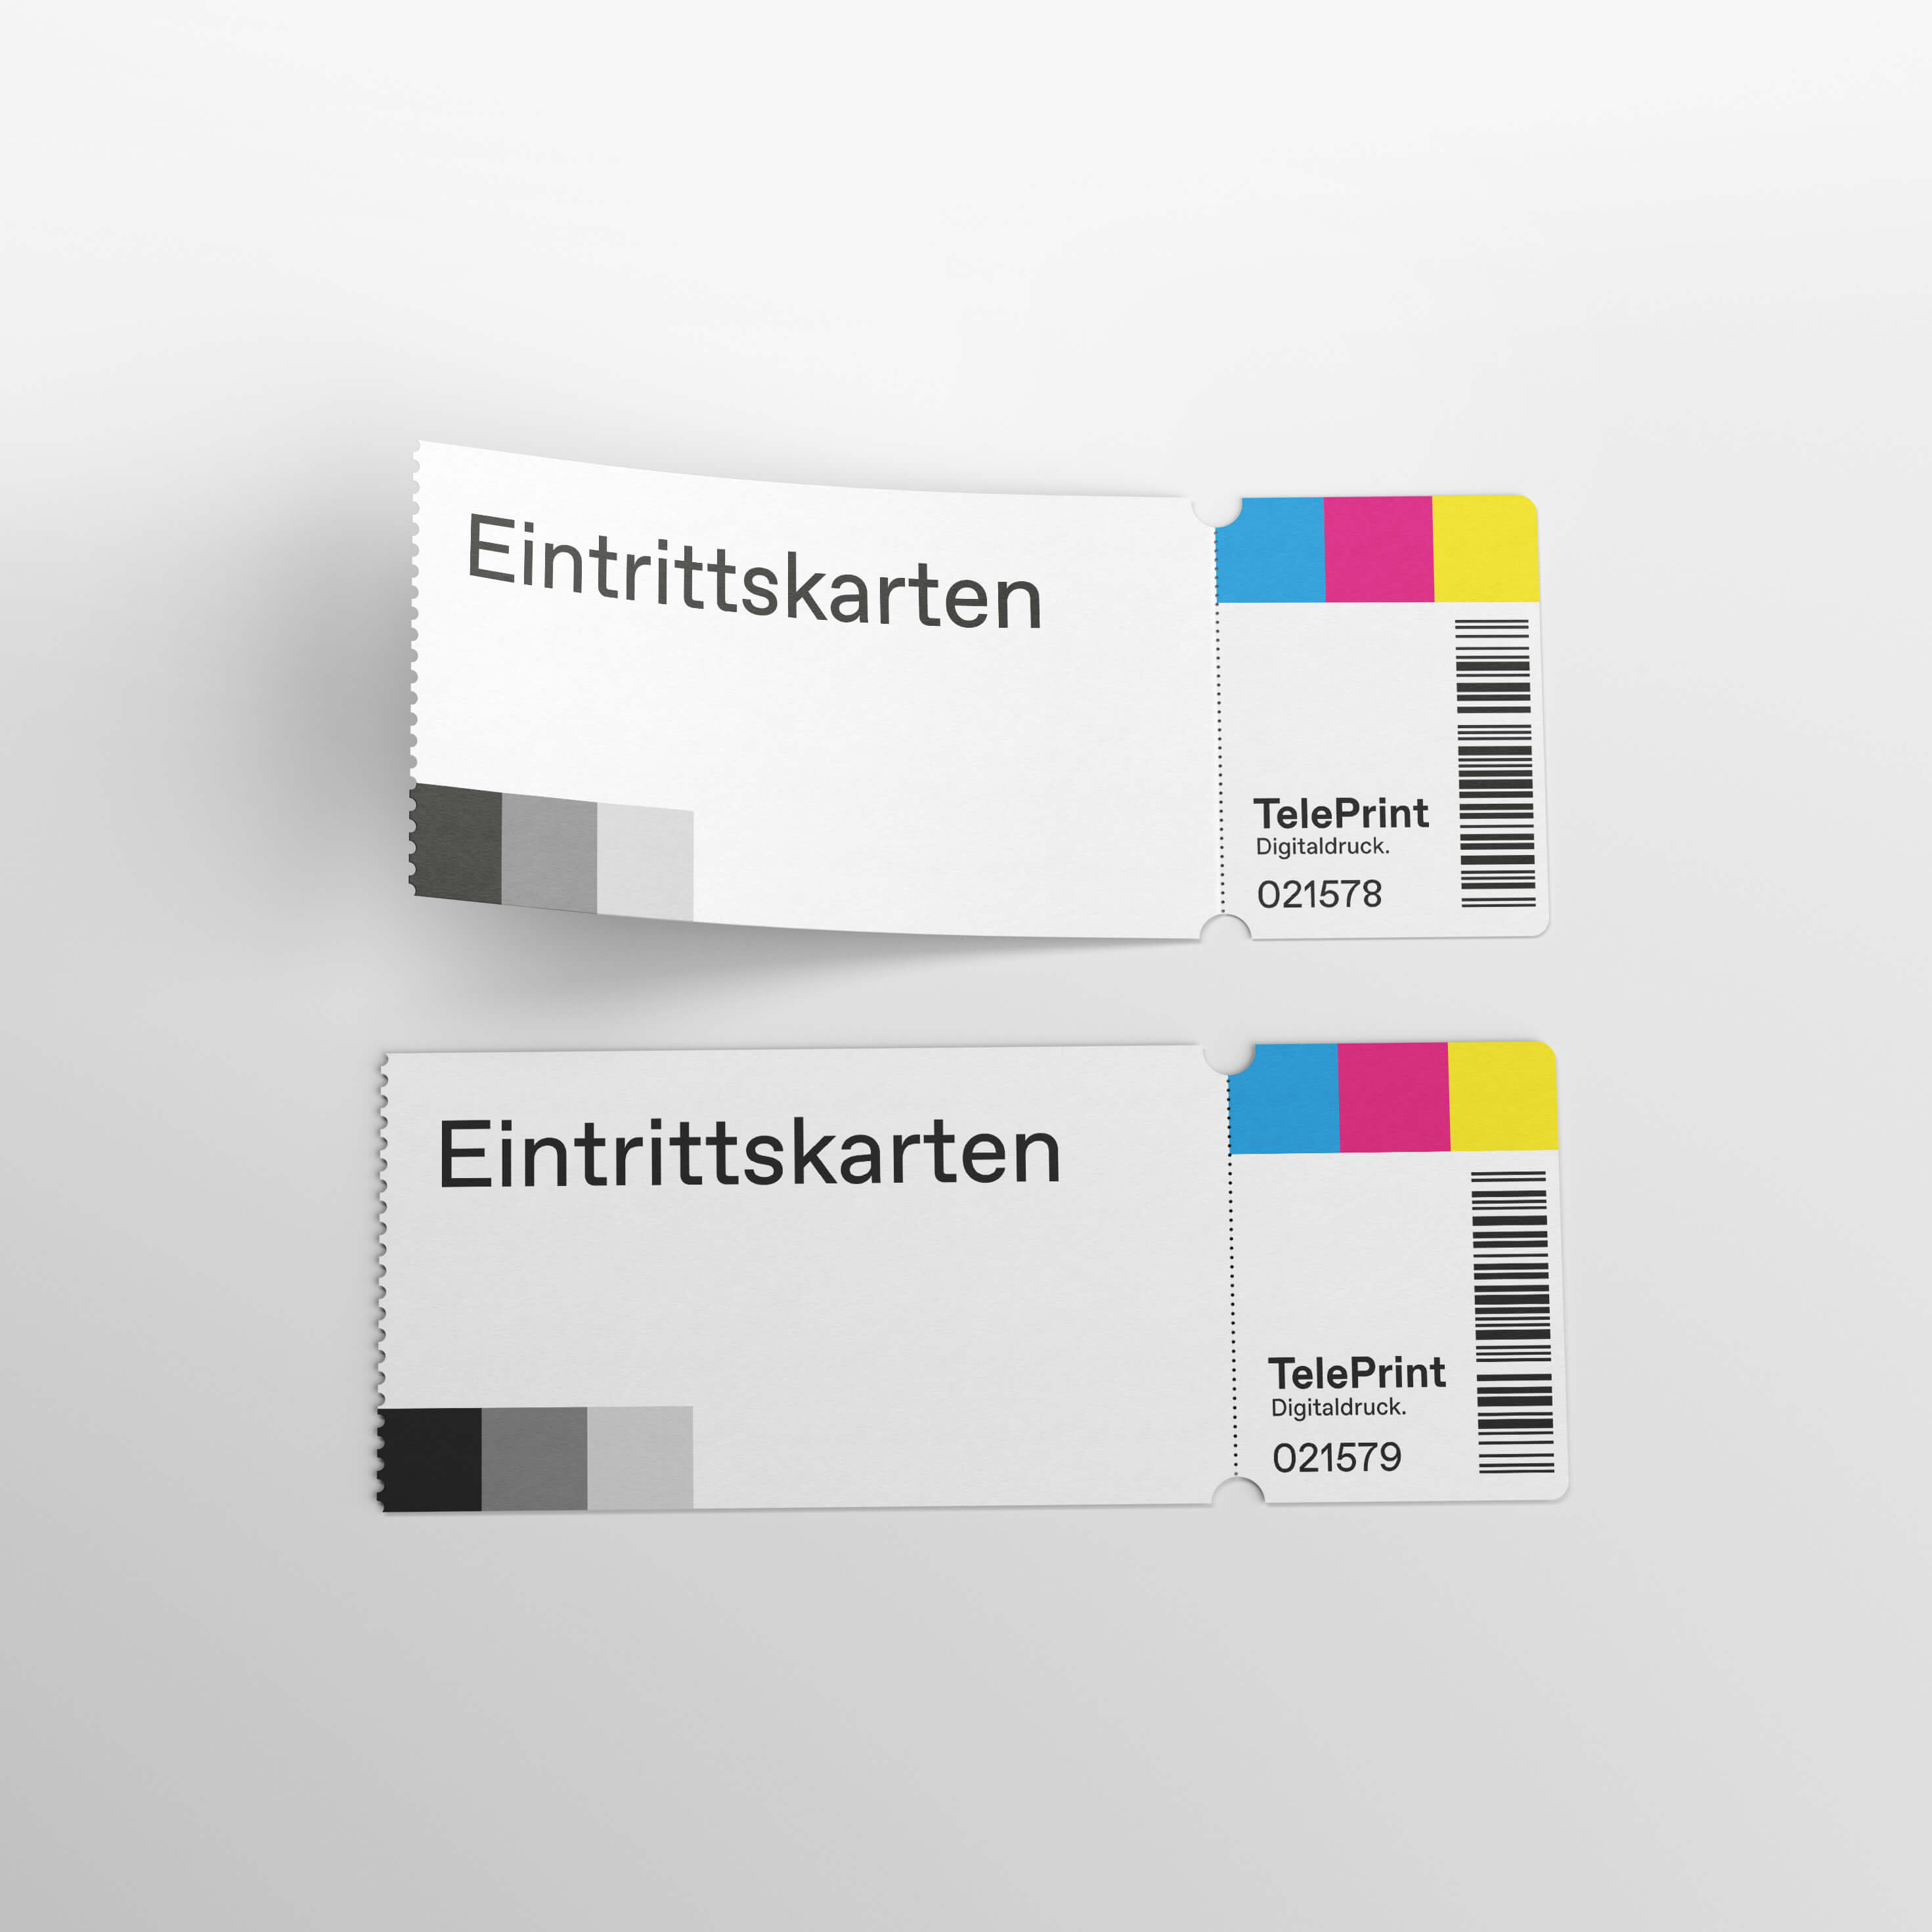 Eintrittskarten
TelePrint
Digitaldruck.
021578
Eintrittskarten
TelePrint
Digitaldruck.
021579